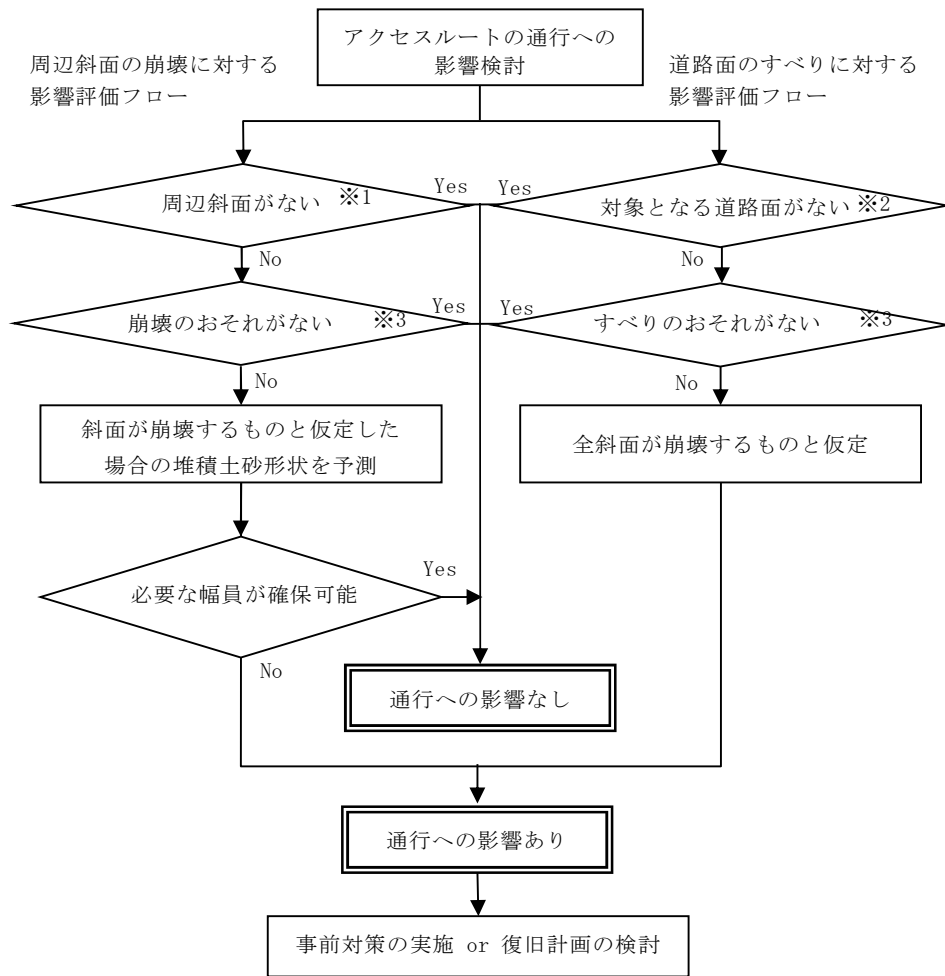 アクセスルートの通行への
影響検討
周辺斜面の崩壊に対する
影響評価フロー
道路面のすべりに対する
影響評価フロー
周辺斜面がない ※1
Yes
Yes
対象となる道路面がない※2
No
No
崩壊のおそれがない ※3
Yes
Yes
すべりのおそれがない ※3
No
No
斜面が崩壊するものと仮定した
場合の堆積土砂形状を予測
全斜面が崩壊するものと仮定
必要な幅員が確保可能
Yes
No
通行への影響なし
通行への影響あり
事前対策の実施 or 復旧計画の検討